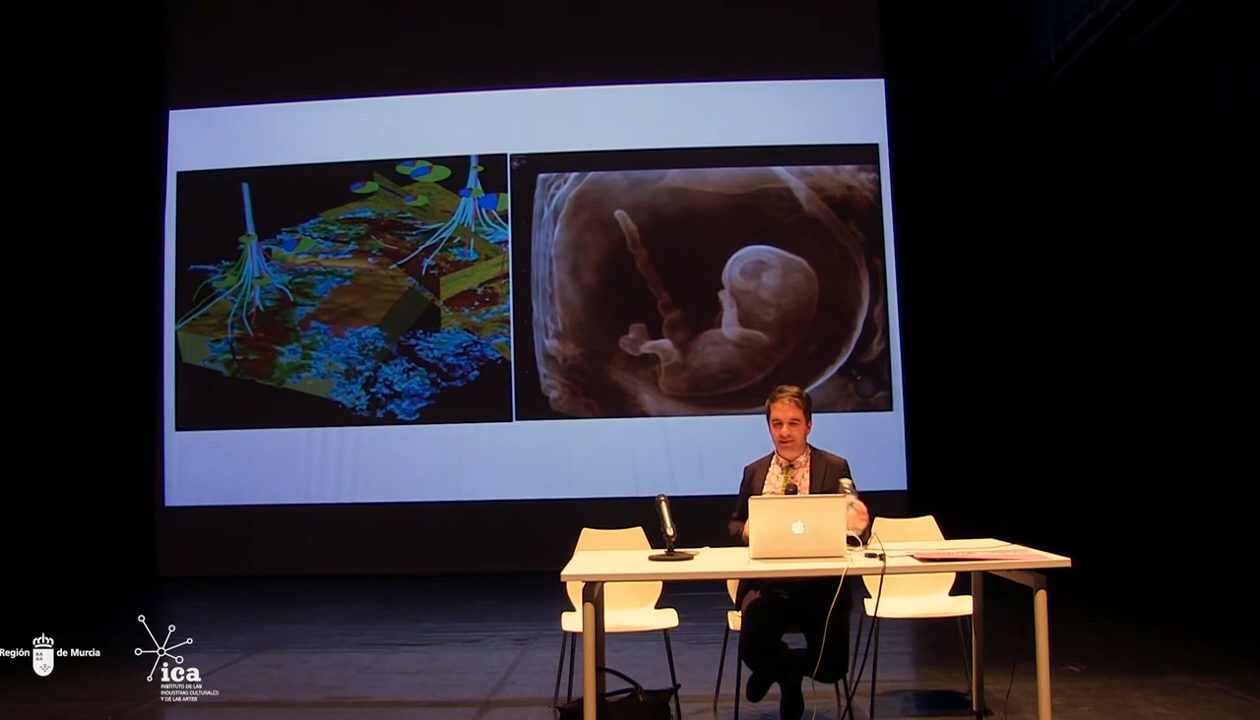 Región de Murcia
ica
INSTITUTO DE LAS
INDUSTRIAS CULTURALES
Y DE LAS ARTES